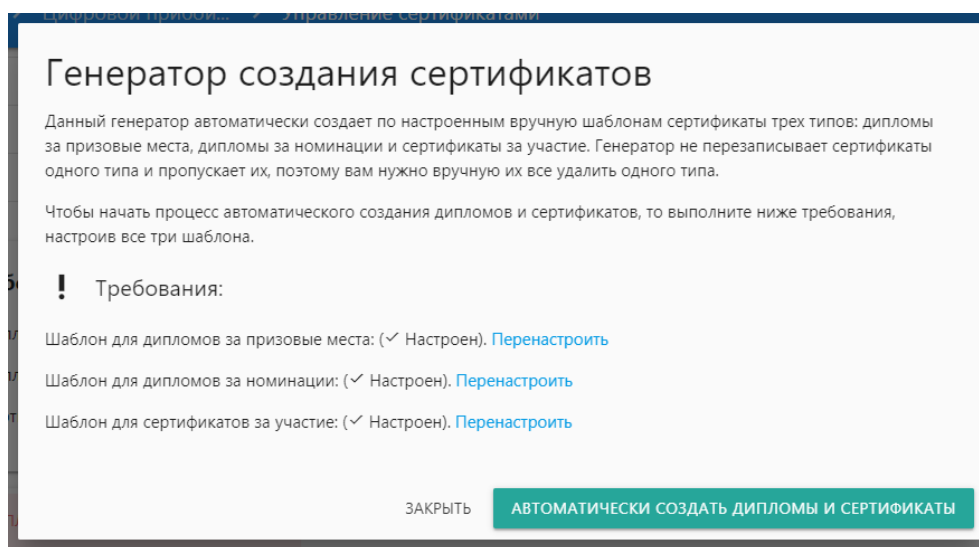 Цифровой прибой... Управление сертификатами
Генератор создания сертификатов
Данный генератор автоматически создает по настроенным вручную шаблонам сертификаты трех типов: дипломы
за призовые места, дипломы за номинации и сертификаты за участие. Генератор не перезаписывает сертификаты
одного типа и пропускает их, поэтому вам нужно вручную их все удалить одного типа.
Чтобы начать процесс автоматического создания дипломов и сертификатов, то выполните ниже требования,
настроив все три шаблона.
! Требования:
Шаблон для дипломов за призовые места: (✓ Настроен). Перенастроить
Шаблон для дипломов за номинации: (✓ Настроен). Перенастроить
Шаблон для сертификатов за участие: (✓ Настроен). Перенастроить
ЗАКРЫТЬ АВТОМАТИЧЕСКИ СОЗДАТЬ ДИПЛОМЫ И СЕРТИФИКАТЫ